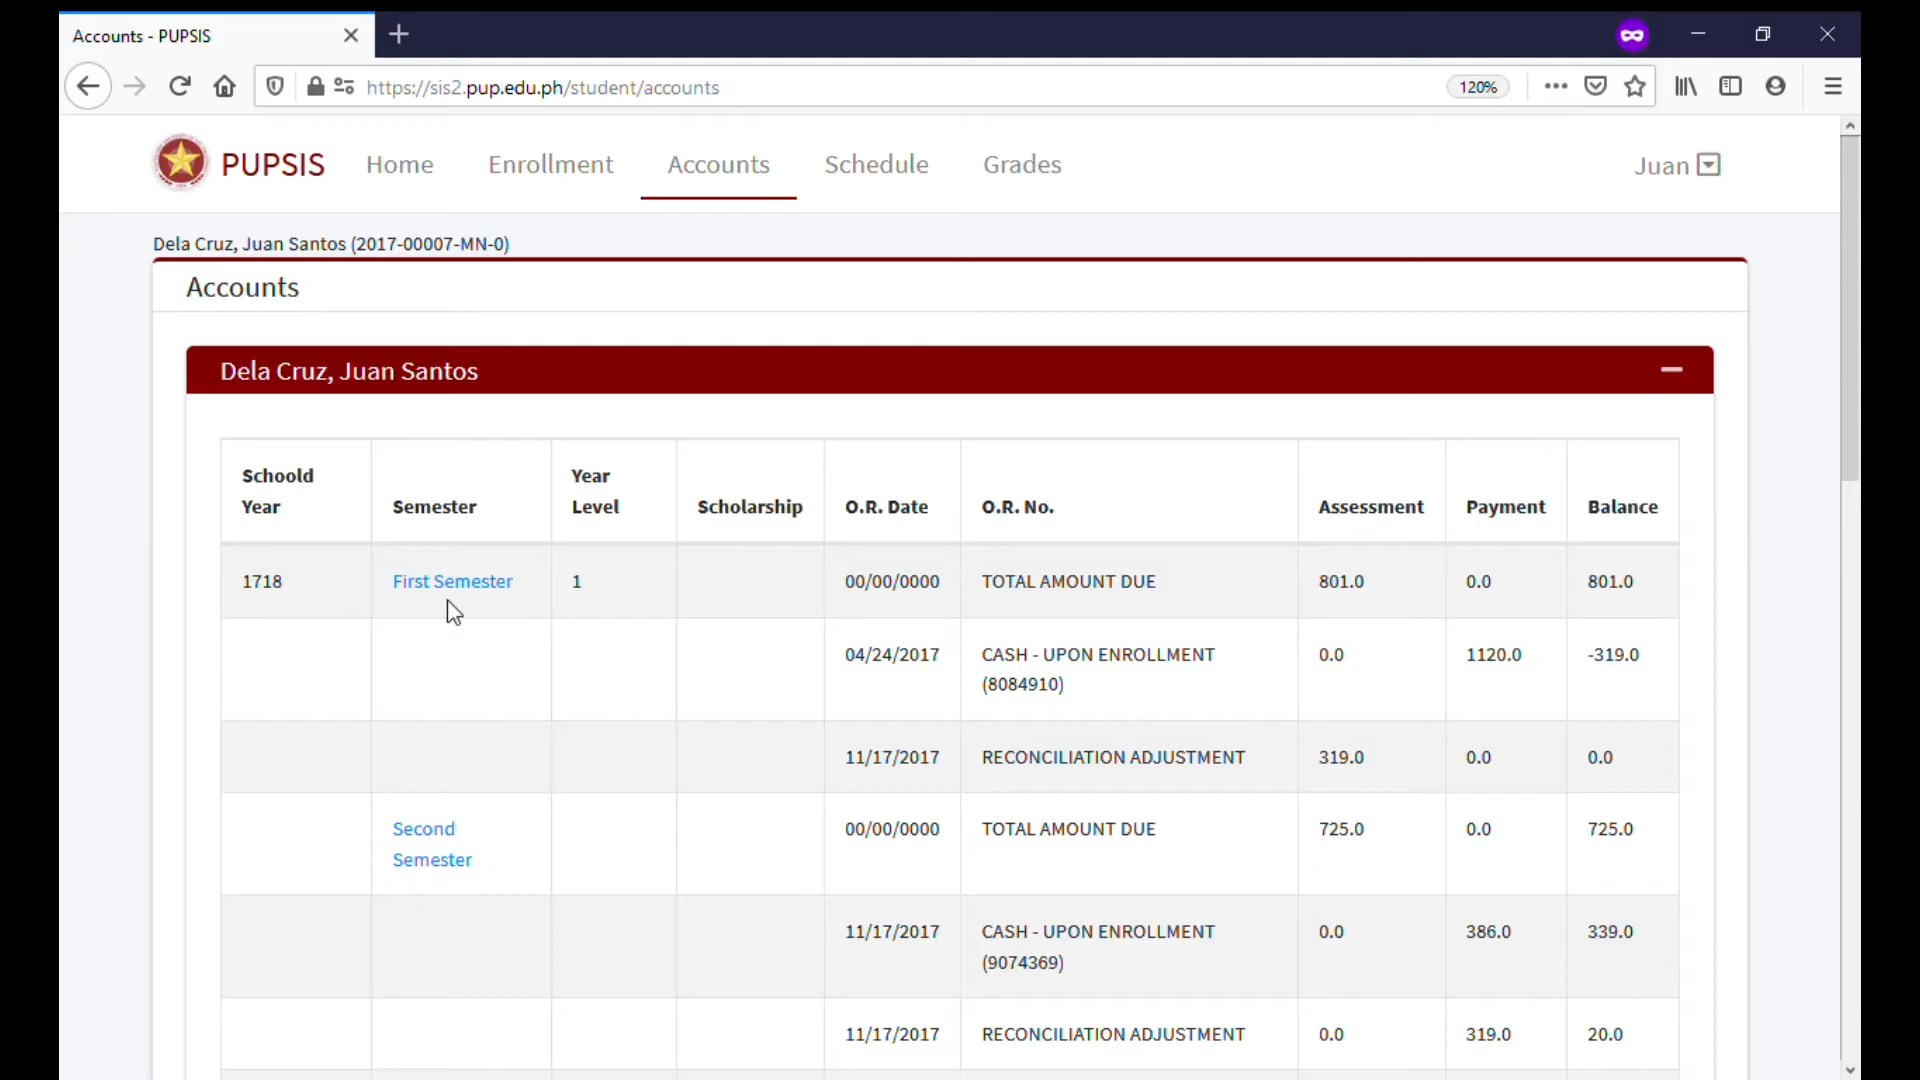 Accounts - PUPSIS
https://sis2.pup.edu.ph/student/accounts
120%
PUPSIS Home Enrollment Accounts Schedule Grades Juan
Dela Cruz, Juan Santos (2017-00007-MN-0)
Accounts
Dela Cruz, Juan Santos
Schoold Year Semester Year Level Scholarship O.R. Date O.R. No. Assessment Payment Balance
1718 First Semester 1 00/00/0000 TOTAL AMOUNT DUE 801.0 0.0 801.0
04/24/2017 CASH - UPON ENROLLMENT 0.0 1120.0 -319.0
(8084910)
11/17/2017 RECONCILIATION ADJUSTMENT 319.0 0.0 0.0
Second 00/00/0000 TOTAL AMOUNT DUE 725.0 0.0 725.0
Semester
11/17/2017 CASH - UPON ENROLLMENT 0.0 386.0 339.0
(9074369)
11/17/2017 RECONCILIATION ADJUSTMENT 0.0 319.0 20.0